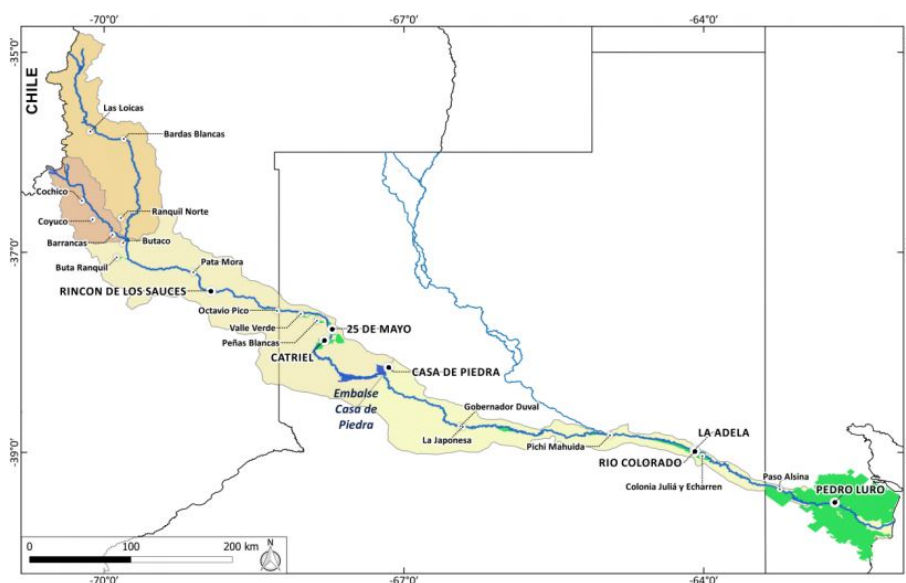 -70°0'
-67°0'
-64°0'
-35°0'
CHILE
Las Loicas
Bardas Blancas
Cochico
Coyuco
Ranquil Norte
Barrancas
Butaco
-37°0'
Buta Ranquil
Pata Mora
RINCON DE LOS SAUCES
Octavio Pico
Valle Verde
25 DE MAYO
Peñas Blancas
CATRIEL
CASA DE PIEDRA
Embalse
Casa de
Piedra
Gobernador Duval
La Japonesa
Pichi Mahuida
LA ADELA
-39°0'
RIO COLORADO
Colonia Juliá y Echarren
Paso Alsina
PEDRO LURO
0
100
200 km
N
-70°0'
-67°0'
-64°0'